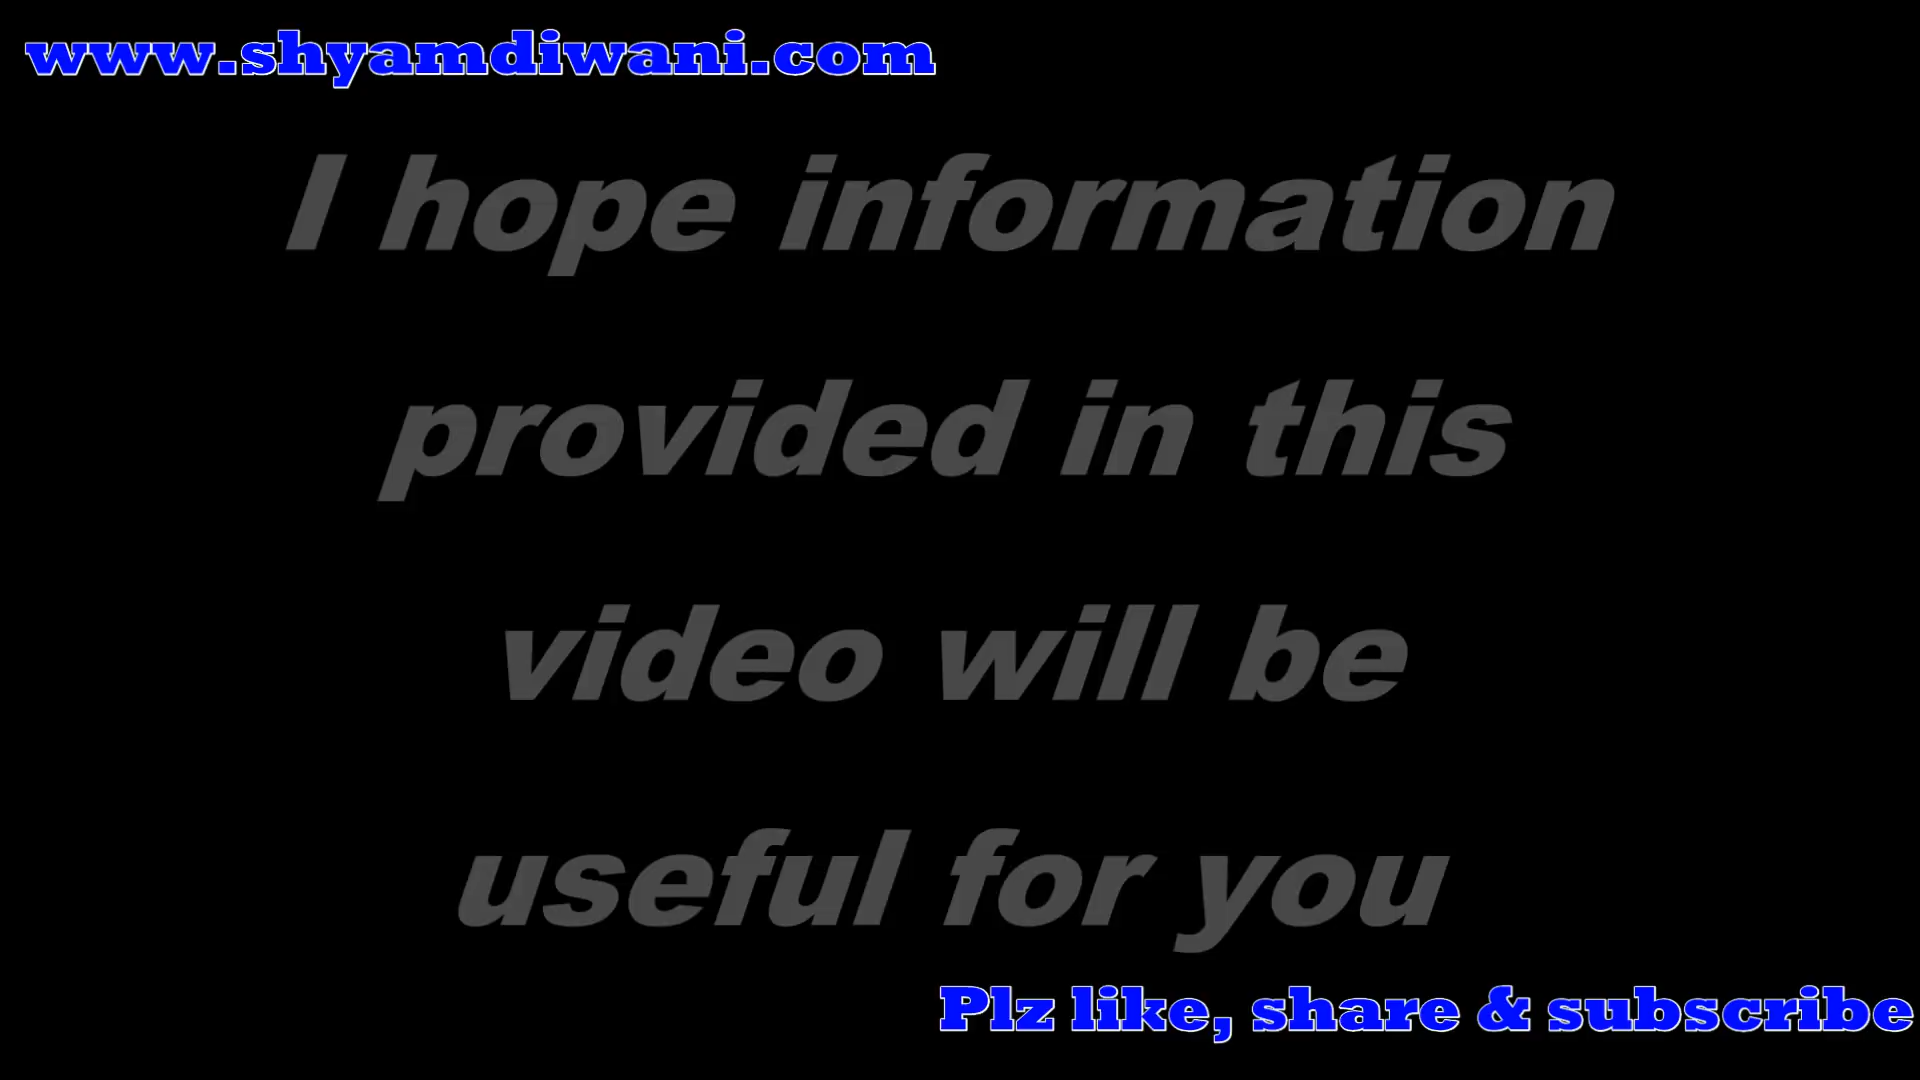 www.shyamdiwani.com
I hope information
provided in this
video will be
useful for you
Plz like, share & subscribe